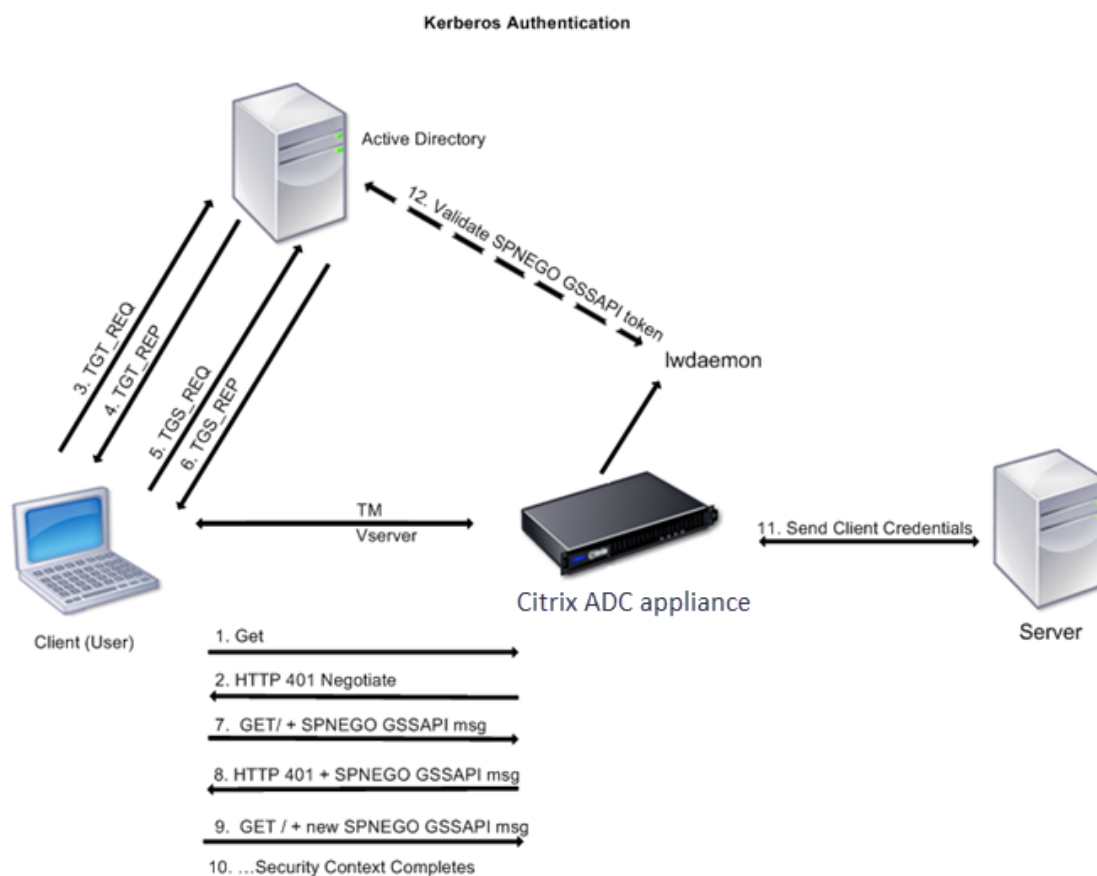 Kerberos Authentication
Active Directory
12. Validate SPNEGO GSSAPI token
lwdaemon
3. TGT_REQ
4. TGT_REP
5. TGS_REQ
6. TGS_REP
TM
Vserver
Citrix
11. Send Client Credentials
Citrix ADC appliance
Client (User)
Server
1. Get
2. HTTP 401 Negotiate
7. GET/ + SPNEGO GSSAPI msg
8. HTTP 401 + SPNEGO GSSAPI msg
9. GET / + new SPNEGO GSSAPI msg
10. ...Security Context Completes